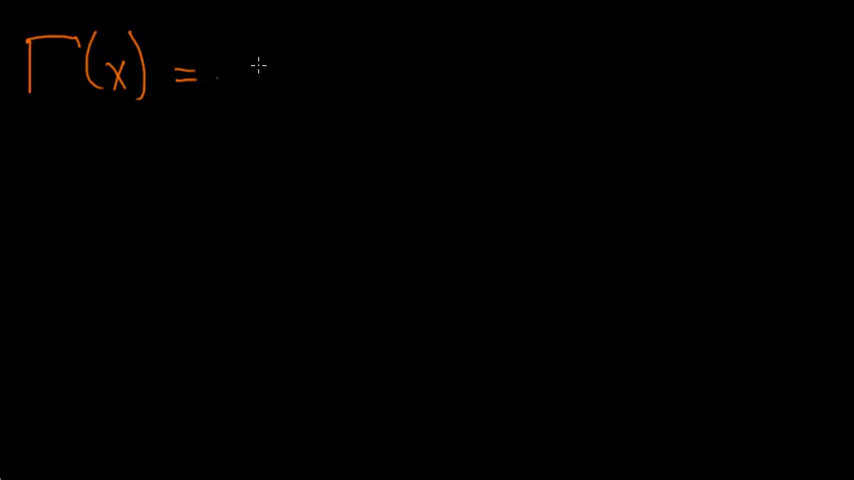 Γ(x) =